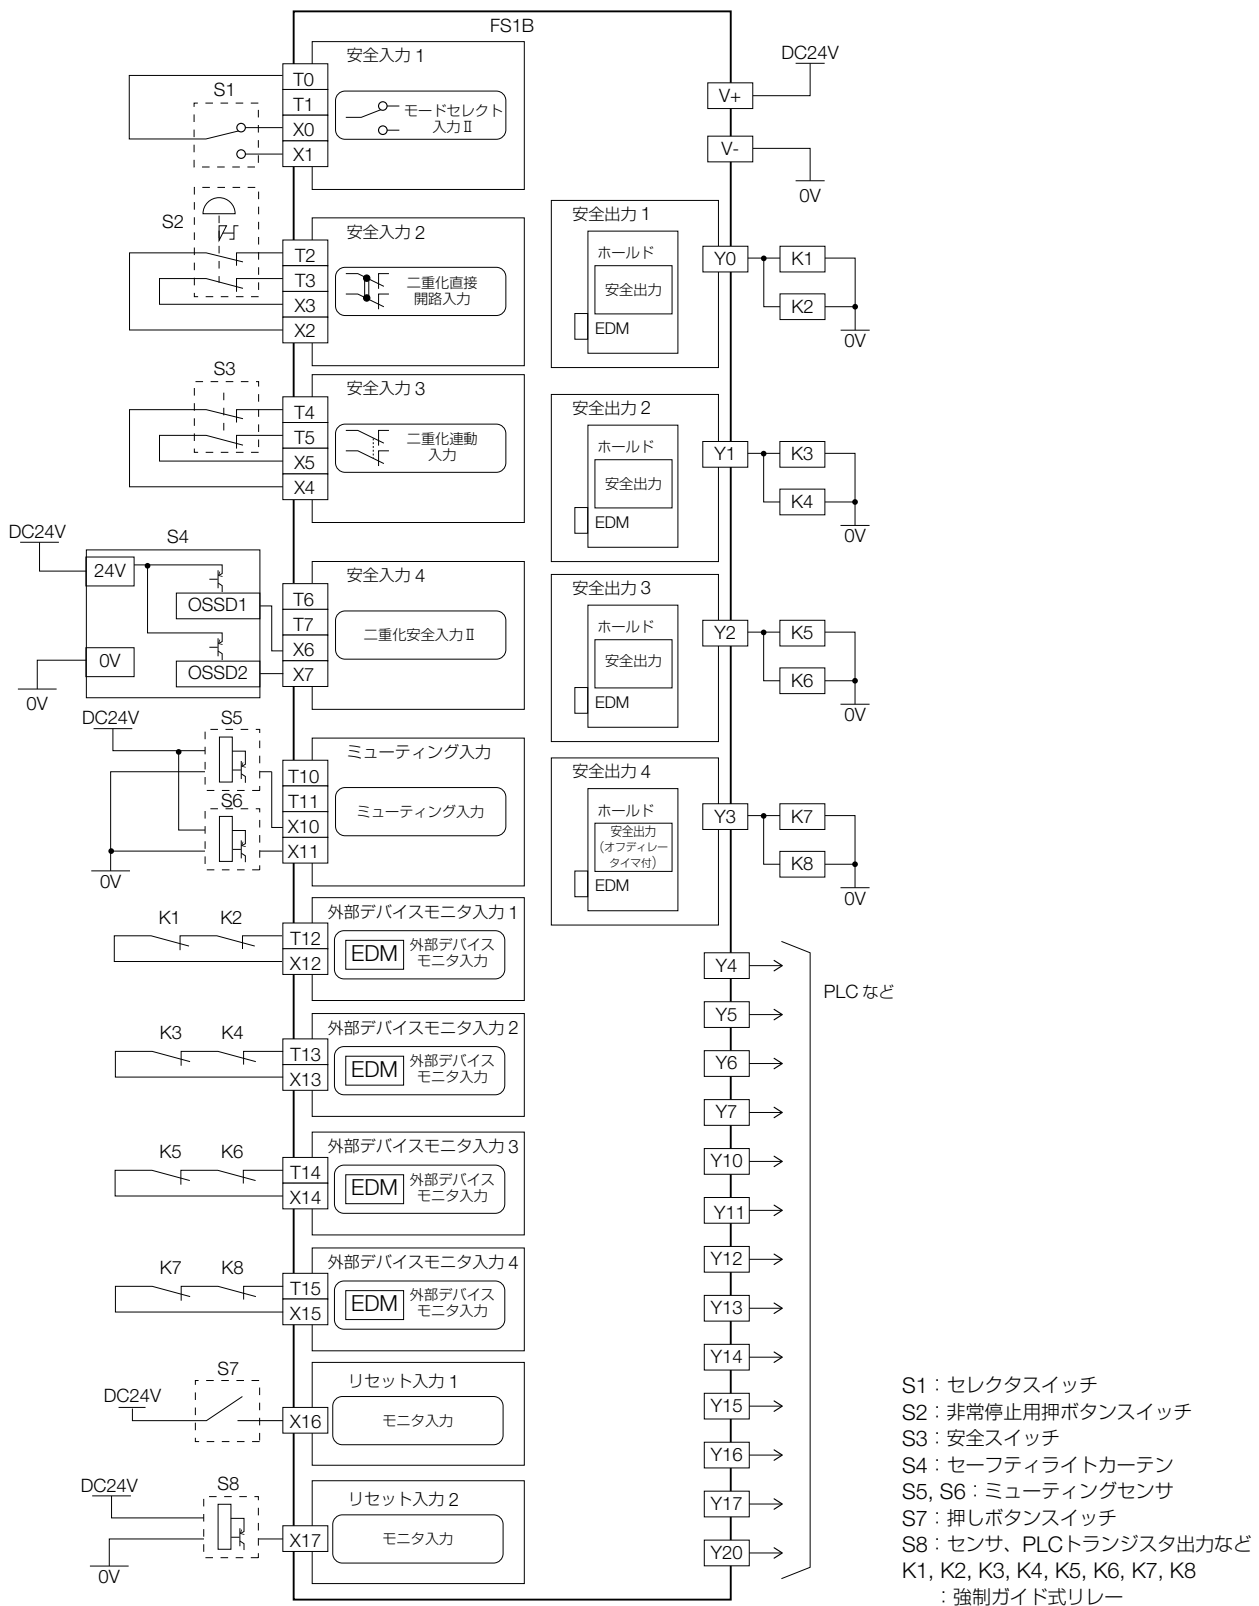 FS1B
安全入力 1
S1
T0
T1
X0
X1
モードセレクト
入力 II
S2
安全入力 2
T2
T3
X3
X2
二重化直接
開路入力
S3
安全入力 3
T4
T5
X5
X4
二重化連動
入力
DC24V
S4
24V
OSSD1
0V
OSSD2
0V
安全入力 4
T6
T7
X6
X7
二重化安全入力 II
DC24V
S5
S6
0V
ミューティング入力
T10
T11
X10
X11
ミューティング入力
K1
K2
外部デバイスモニタ入力 1
T12
X12
EDM
外部デバイス
モニタ入力
K3
K4
外部デバイスモニタ入力 2
T13
X13
EDM
外部デバイス
モニタ入力
K5
K6
外部デバイスモニタ入力 3
T14
X14
EDM
外部デバイス
モニタ入力
K7
K8
外部デバイスモニタ入力 4
T15
X15
EDM
外部デバイス
モニタ入力
S7
DC24V
リセット入力 1
X16
モニタ入力
S8
DC24V
0V
リセット入力 2
X17
モニタ入力
V+
DC24V
V-
0V
安全出力 1
ホールド
安全出力
EDM
Y0
K1
K2
0V
安全出力 2
ホールド
安全出力
EDM
Y1
K3
K4
0V
安全出力 3
ホールド
安全出力
EDM
Y2
K5
K6
0V
安全出力 4
ホールド
安全出力
(オフディレー
タイマ付)
EDM
Y3
K7
K8
0V
Y4
Y5
Y6
Y7
Y10
Y11
Y12
Y13
Y14
Y15
Y16
Y17
Y20
PLC など
S1:セレクタスイッチ
S2:非常停止用押ボタンスイッチ
S3:安全スイッチ
S4:セーフティライトカーテン
S5, S6:ミューティングセンサ
S7:押しボタンスイッチ
S8:センサ、PLCトランジスタ出力など
K1, K2, K3, K4, K5, K6, K7, K8
:強制ガイド式リレー